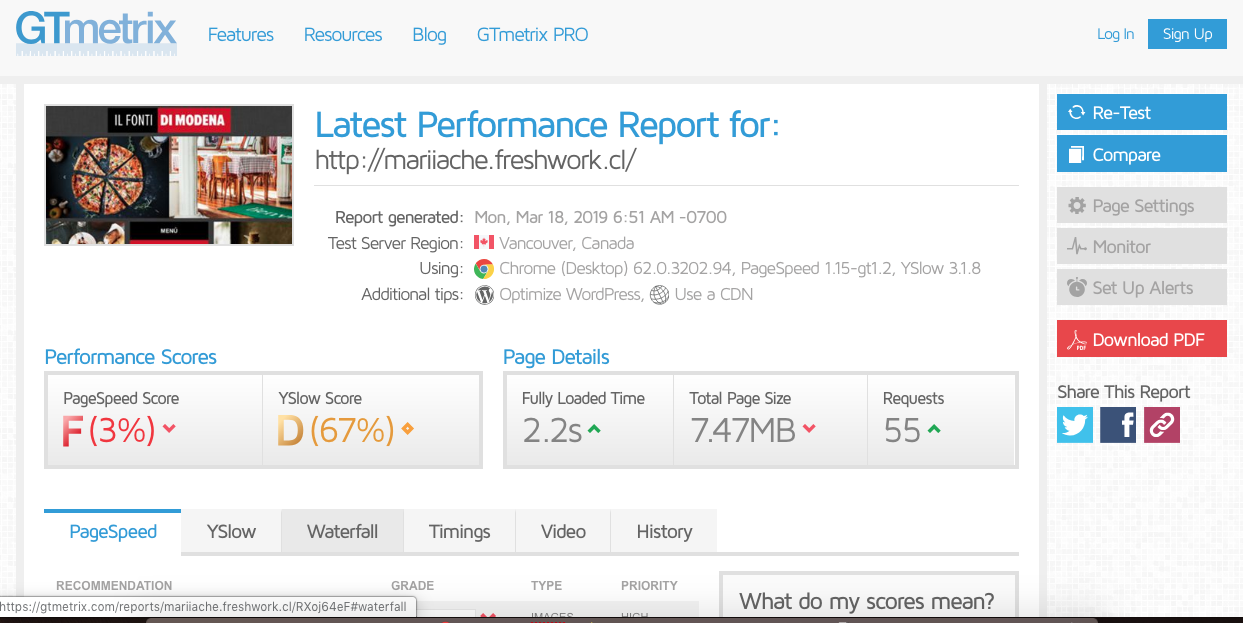 GTmetrix
Features Resources Blog GTmetrix PRO Log In Sign Up
IL FONTI DI MODENA
MENÚ
Latest Performance Report for:
http://mariiache.freshwork.cl/
Report generated: Mon, Mar 18, 2019 6:51 AM -0700
Test Server Region: Vancouver, Canada
Using: Chrome (Desktop) 62.0.3202.94, PageSpeed 1.15-gt1.2, YSlow 3.1.8
Additional tips: Optimize WordPress, Use a CDN
Re-Test
Compare
Page Settings
Monitor
Set Up Alerts
PDF Download PDF
Share This Report
Performance Scores
PageSpeed Score YSlow Score
F (3%) D (67%)
Page Details
Fully Loaded Time Total Page Size Requests
2.2s 7.47MB 55
PageSpeed YSlow Waterfall Timings Video History
RECOMMENDATION GRADE TYPE PRIORITY
IMAGES HIGH
What do my scores mean?
https://gtmetrix.com/reports/mariiache.freshwork.cl/RXoj64eF#waterfall